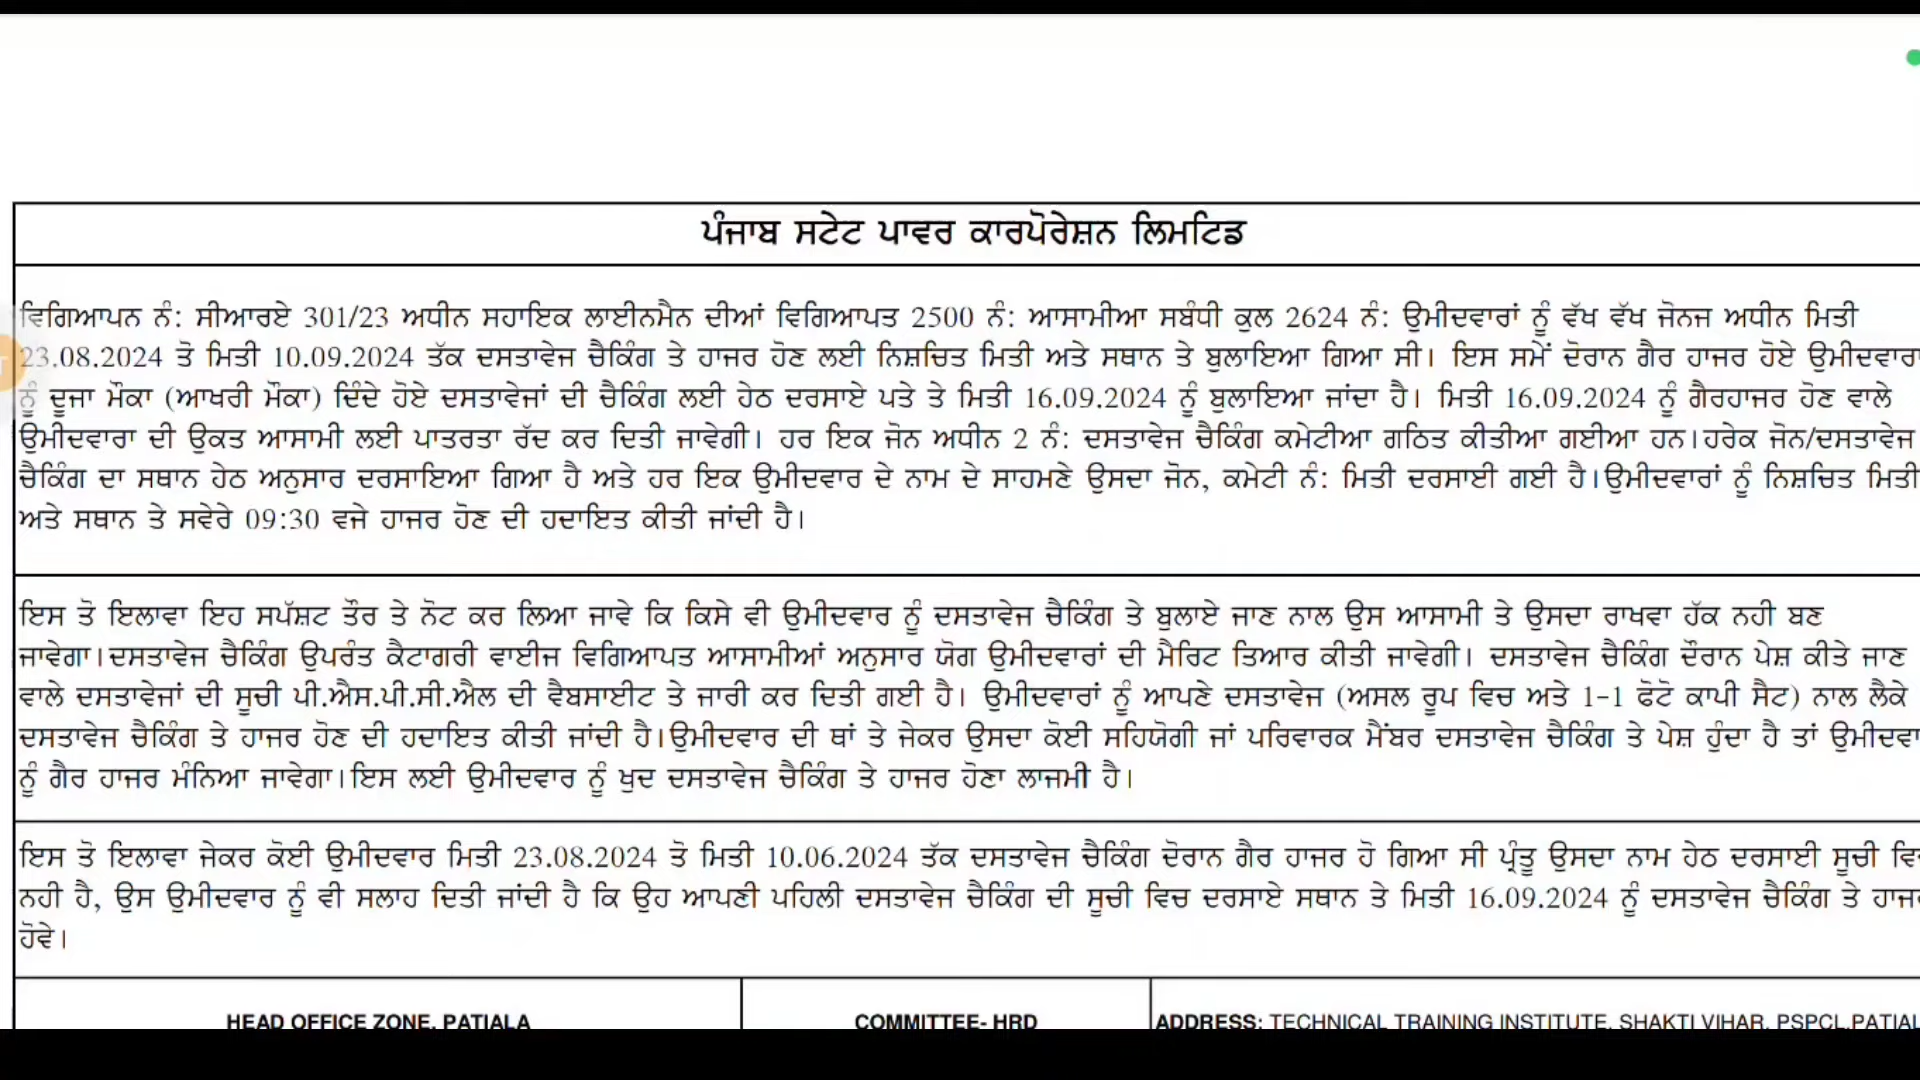 ਪੰਜਾਬ ਸਟੇਟ ਪਾਵਰ ਕਾਰਪੋਰੇਸ਼ਨ ਲਿਮਟਿਡ
ਵਿਗਿਆਪਨ ਨੰ: ਸੀਆਰਏ 301/23 ਅਧੀਨ ਸਹਾਇਕ ਲਾਈਨਮੈਨ ਦੀਆਂ ਵਿਗਿਆਪਤ 2500 ਨੰ: ਆਸਾਮੀਆ ਸਬੰਧੀ ਕੁਲ 2624 ਨੰ: ਉਮੀਦਵਾਰਾਂ ਨੂੰ ਵੱਖ ਵੱਖ ਜੋਨਜ ਅਧੀਨ ਮਿਤੀ
23.08.2024 ਤੋ ਮਿਤੀ 10.09.2024 ਤੱਕ ਦਸਤਾਵੇਜ ਚੈਕਿੰਗ ਤੇ ਹਾਜਰ ਹੋਣ ਲਈ ਨਿਸ਼ਚਿਤ ਮਿਤੀ ਅਤੇ ਸਥਾਨ ਤੇ ਬੁਲਾਇਆ ਗਿਆ ਸੀ। ਇਸ ਸਮੇਂ ਦੋਰਾਨ ਗੈਰ ਹਾਜਰ ਹੋਏ ਉਮੀਦਵਾਰਾ
ਨੂੰ ਦੂਜਾ ਮੌਕਾ (ਆਖਰੀ ਮੌਕਾ) ਦਿੰਦੇ ਹੋਏ ਦਸਤਾਵੇਜਾਂ ਦੀ ਚੈਕਿੰਗ ਲਈ ਹੇਠ ਦਰਸਾਏ ਪਤੇ ਤੇ ਮਿਤੀ 16.09.2024 ਨੂੰ ਬੁਲਾਇਆ ਜਾਂਦਾ ਹੈ। ਮਿਤੀ 16.09.2024 ਨੂੰ ਗੈਰਹਾਜਰ ਹੋਣ ਵਾਲੇ
ਉਮੀਦਵਾਰਾ ਦੀ ਉਕਤ ਆਸਾਮੀ ਲਈ ਪਾਤਰਤਾ ਰੱਦ ਕਰ ਦਿਤੀ ਜਾਵੇਗੀ। ਹਰ ਇਕ ਜੋਨ ਅਧੀਨ 2 ਨੰ: ਦਸਤਾਵੇਜ ਚੈਕਿੰਗ ਕਮੇਟੀਆ ਗਠਿਤ ਕੀਤੀਆ ਗਈਆ ਹਨ।ਹਰੇਕ ਜੋਨ/ਦਸਤਾਵੇਜ
ਚੈਕਿੰਗ ਦਾ ਸਥਾਨ ਹੇਠ ਅਨੁਸਾਰ ਦਰਸਾਇਆ ਗਿਆ ਹੈ ਅਤੇ ਹਰ ਇਕ ਉਮੀਦਵਾਰ ਦੇ ਨਾਮ ਦੇ ਸਾਹਮਣੇ ਉਸਦਾ ਜੋਨ, ਕਮੇਟੀ ਨੰ: ਮਿਤੀ ਦਰਸਾਈ ਗਈ ਹੈ।ਉਮੀਦਵਾਰਾਂ ਨੂੰ ਨਿਸ਼ਚਿਤ ਮਿਤੀ
ਅਤੇ ਸਥਾਨ ਤੇ ਸਵੇਰੇ 09:30 ਵਜੇ ਹਾਜਰ ਹੋਣ ਦੀ ਹਦਾਇਤ ਕੀਤੀ ਜਾਂਦੀ ਹੈ।
ਇਸ ਤੋ ਇਲਾਵਾ ਇਹ ਸਪੱਸ਼ਟ ਤੌਰ ਤੇ ਨੋਟ ਕਰ ਲਿਆ ਜਾਵੇ ਕਿ ਕਿਸੇ ਵੀ ਉਮੀਦਵਾਰ ਨੂੰ ਦਸਤਾਵੇਜ ਚੈਕਿੰਗ ਤੇ ਬੁਲਾਏ ਜਾਣ ਨਾਲ ਉਸ ਆਸਾਮੀ ਤੇ ਉਸਦਾ ਰਾਖਵਾ ਹੱਕ ਨਹੀ ਬਣ
ਜਾਵੇਗਾ।ਦਸਤਾਵੇਜ ਚੈਕਿੰਗ ਉਪਰੰਤ ਕੈਟਾਗਰੀ ਵਾਈਜ ਵਿਗਿਆਪਤ ਆਸਾਮੀਆਂ ਅਨੁਸਾਰ ਯੋਗ ਉਮੀਦਵਾਰਾਂ ਦੀ ਮੈਰਿਟ ਤਿਆਰ ਕੀਤੀ ਜਾਵੇਗੀ। ਦਸਤਾਵੇਜ ਚੈਕਿੰਗ ਦੌਰਾਨ ਪੇਸ਼ ਕੀਤੇ ਜਾਣ
ਵਾਲੇ ਦਸਤਾਵੇਜਾਂ ਦੀ ਸੂਚੀ ਪੀ.ਐਸ.ਪੀ.ਸੀ.ਐਲ ਦੀ ਵੈਬਸਾਈਟ ਤੇ ਜਾਰੀ ਕਰ ਦਿਤੀ ਗਈ ਹੈ। ਉਮੀਦਵਾਰਾਂ ਨੂੰ ਆਪਣੇ ਦਸਤਾਵੇਜ (ਅਸਲ ਰੂਪ ਵਿਚ ਅਤੇ 1-1 ਫੋਟੋ ਕਾਪੀ ਸੈਟ) ਨਾਲ ਲੈਕੇ
ਦਸਤਾਵੇਜ ਚੈਕਿੰਗ ਤੇ ਹਾਜਰ ਹੋਣ ਦੀ ਹਦਾਇਤ ਕੀਤੀ ਜਾਂਦੀ ਹੈ।ਉਮੀਦਵਾਰ ਦੀ ਥਾਂ ਤੇ ਜੇਕਰ ਉਸਦਾ ਕੋਈ ਸਹਿਯੋਗੀ ਜਾਂ ਪਰਿਵਾਰਕ ਮੈਂਬਰ ਦਸਤਾਵੇਜ ਚੈਕਿੰਗ ਤੇ ਪੇਸ਼ ਹੁੰਦਾ ਹੈ ਤਾਂ
ਨੂੰ ਗੈਰ ਹਾਜਰ ਮੰਨਿਆ ਜਾਵੇਗਾ।ਇਸ ਲਈ ਉਮੀਦਵਾਰ ਨੂੰ ਖੁਦ ਦਸਤਾਵੇਜ ਚੈਕਿੰਗ ਤੇ ਹਾਜਰ ਹੋਣਾ ਲਾਜਮੀ ਹੈ।
ਇਸ ਤੋ ਇਲਾਵਾ ਜੇਕਰ ਕੋਈ ਉਮੀਦਵਾਰ ਮਿਤੀ 23.08.2024 ਤੋ ਮਿਤੀ 10.06.2024 ਤੱਕ ਦਸਤਾਵੇਜ ਚੈਕਿੰਗ ਦੋਰਾਨ ਗੈਰ ਹਾਜਰ ਹੋ ਗਿਆ ਸੀ ਪ੍ਰੰਤੂ ਉਸਦਾ ਨਾਮ ਹੇਠ ਦਰਸਾਈ ਸੂਚੀ
ਨਹੀ ਹੈ, ਉਸ ਉਮੀਦਵਾਰ ਨੂੰ ਵੀ ਸਲਾਹ ਦਿਤੀ ਜਾਂਦੀ ਹੈ ਕਿ ਉਹ ਆਪਣੀ ਪਹਿਲੀ ਦਸਤਾਵੇਜ ਚੈਕਿੰਗ ਦੀ ਸੂਚੀ ਵਿਚ ਦਰਸਾਏ ਸਥਾਨ ਤੇ ਮਿਤੀ 16.09.2024 ਨੂੰ ਦਸਤਾਵੇਜ ਚੈਕਿੰਗ ਤੇ
ਹੋਵੇ।
HEAD OFFICE ZONE, PATIALA
COMMITTEE- HRD
ADDRESS: TECHNICAL TRAINING INSTITUTE, SHAKTI VIHAR, PSPCL,